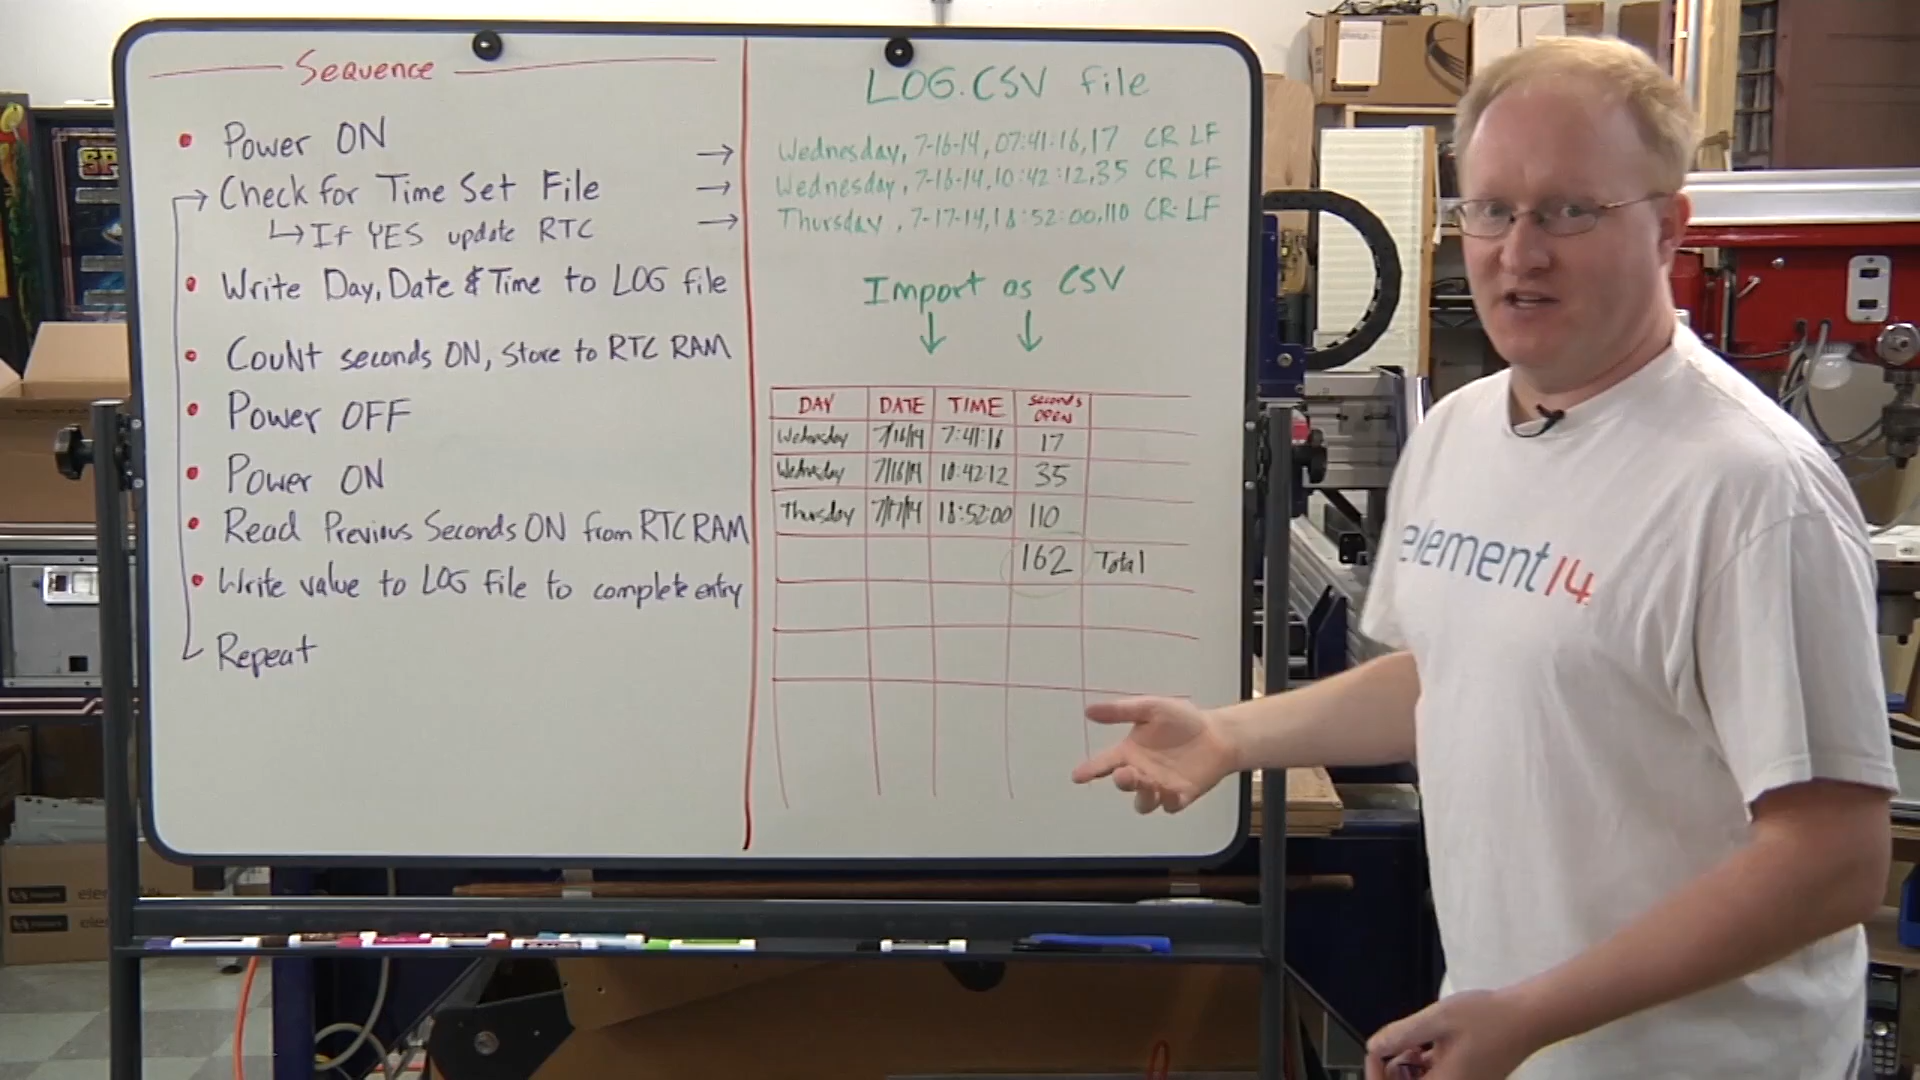 Sequence
• Power ON
→ Check for Time Set File
↳ If YES update RTC
• Write Day, Date & Time to LOG file
• Count seconds ON, Store to RTC RAM
• Power OFF
• Power ON
• Read Previous Seconds ON from RTC RAM
• Write value to LOG file to complete entry
Repeat
LOG.CSV file
→ Wednesday, 7-16-14, 07:41:16, 17 CR LF
→ Wednesday, 7-16-14, 10:42:12, 35 CR LF
→ Thursday, 7-17-14, 18:52:00, 110 CR LF
Import as CSV
↓ ↓
DAY DATE TIME Seconds OPEN
Wednesday 7/16/14 7:41:16 17
Wednesday 7/16/14 10:42:12 35
Thursday 7/17/14 18:52:00 110
162 Total
element14